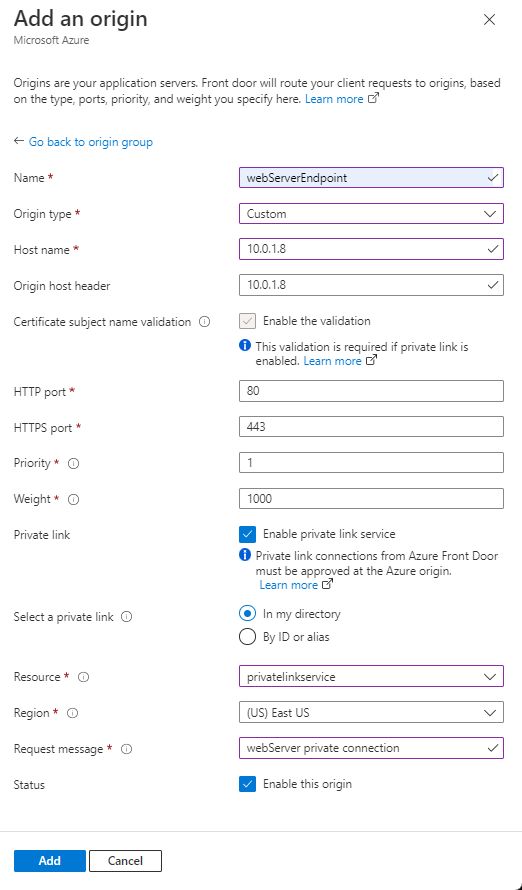 Add an origin
Microsoft Azure
Origins are your application servers. Front door will route your client requests to origins, based
on the type, ports, priority, and weight you specify here. Learn more
Go back to origin group
Name * webServerEndpoint
Origin type * Custom
Host name * 10.0.1.8
Origin host header 10.0.1.8
Certificate subject name validation Enable the validation
This validation is required if private link is
enabled. Learn more
HTTP port * 80
HTTPS port * 443
Priority * 1
Weight * 1000
Private link Enable private link service
Private link connections from Azure Front Door
must be approved at the Azure origin.
Learn more
Select a private link In my directory
By ID or alias
Resource * privatelinkservice
Region * (US) East US
Request message * webServer private connection
Status Enable this origin
Add Cancel